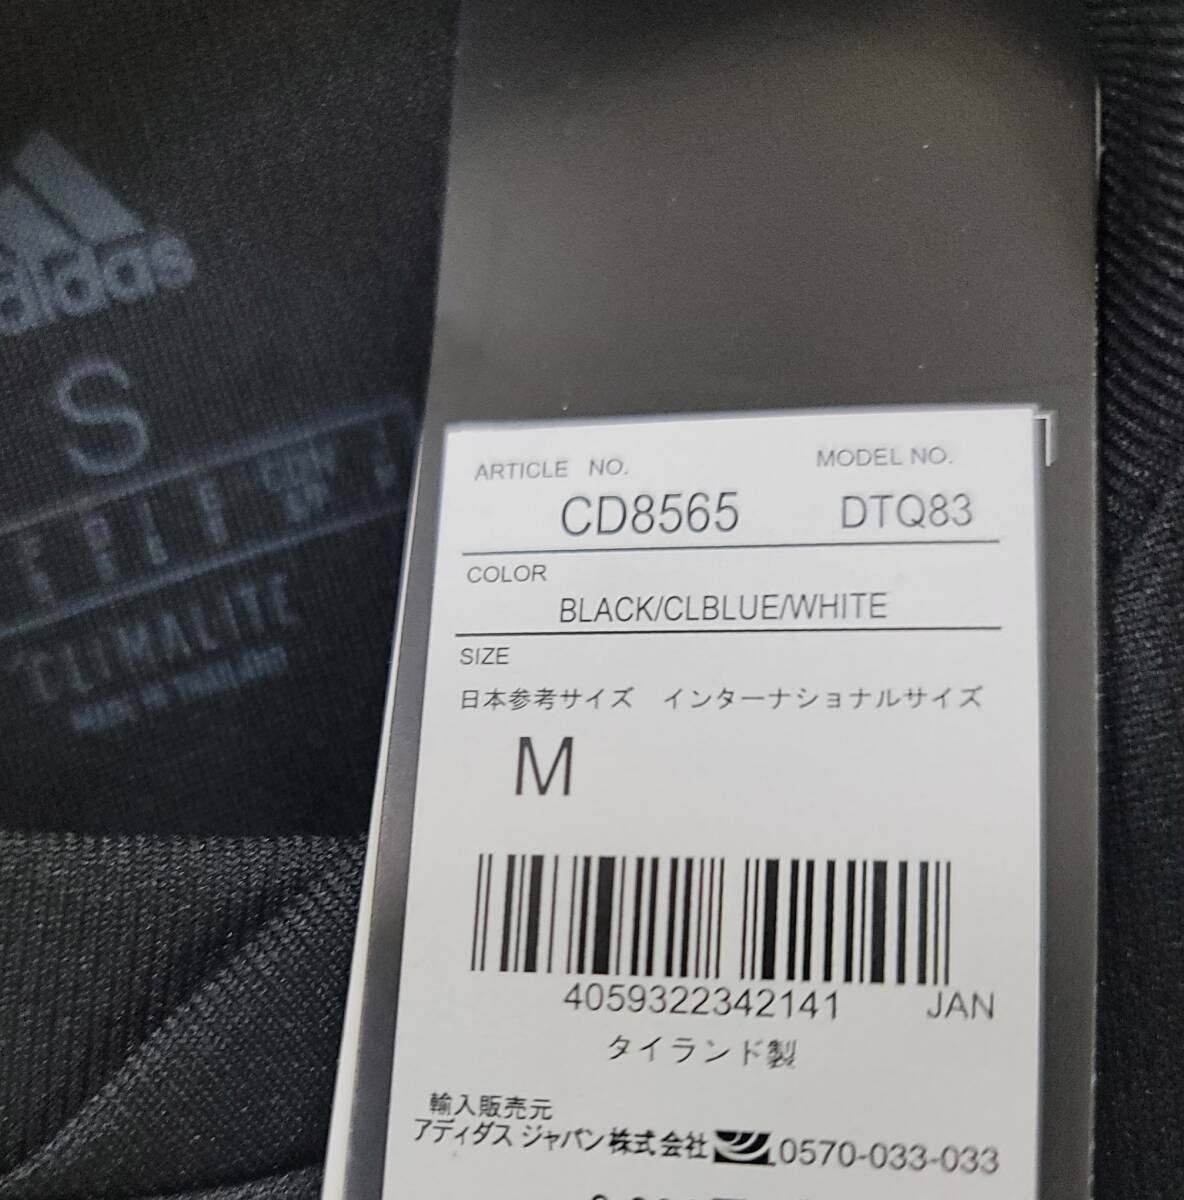 adidas
S
CLIMALITE
MADE IN THAILAND
ARTICLE NO. MODEL NO.
CD8565 DTQ83
COLOR
BLACK/CLBLUE/WHITE
SIZE
日本参考サイズ インターナショナルサイズ
M
4059322342141 JAN
タイランド製
輸入販売元
アディダス ジャパン株式会社 0570-033-033